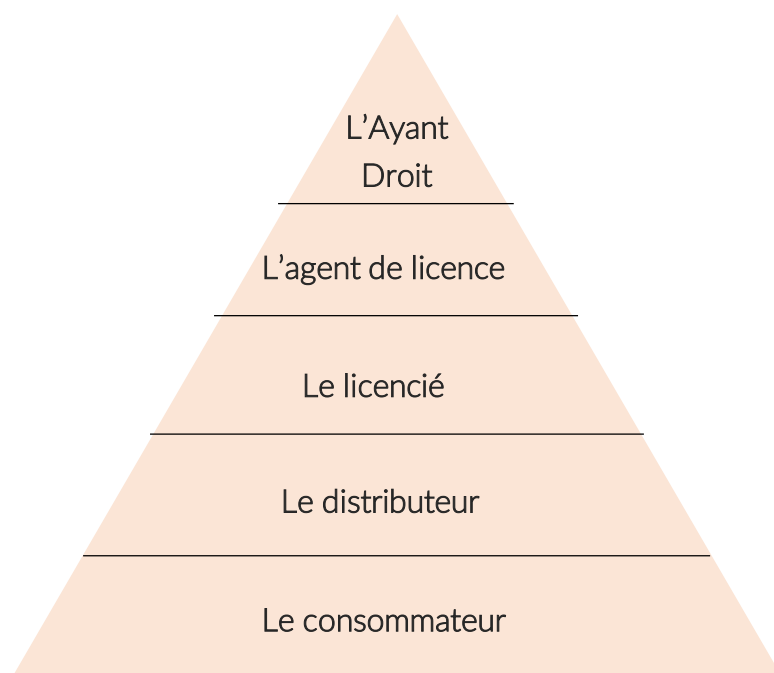 L’Ayant
Droit
L’agent de licence
Le licencié
Le distributeur
Le consommateur